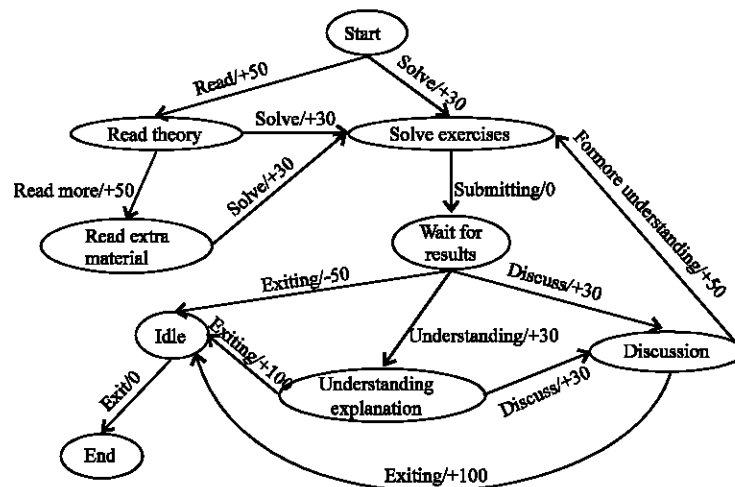 Start
Read/+50
Solve/+30
Read theory
Solve/+30
Solve exercises
Read more/+50
Solve/+30
Formore understanding/+50
Submitting/0
Read extra
material
Wait for
results
Exiting/-50
Discuss/+30
Idle
Exiting/+100
Understanding/+30
Discussion
Understanding
explanation
Discuss/+30
Exit/0
End
Exiting/+100